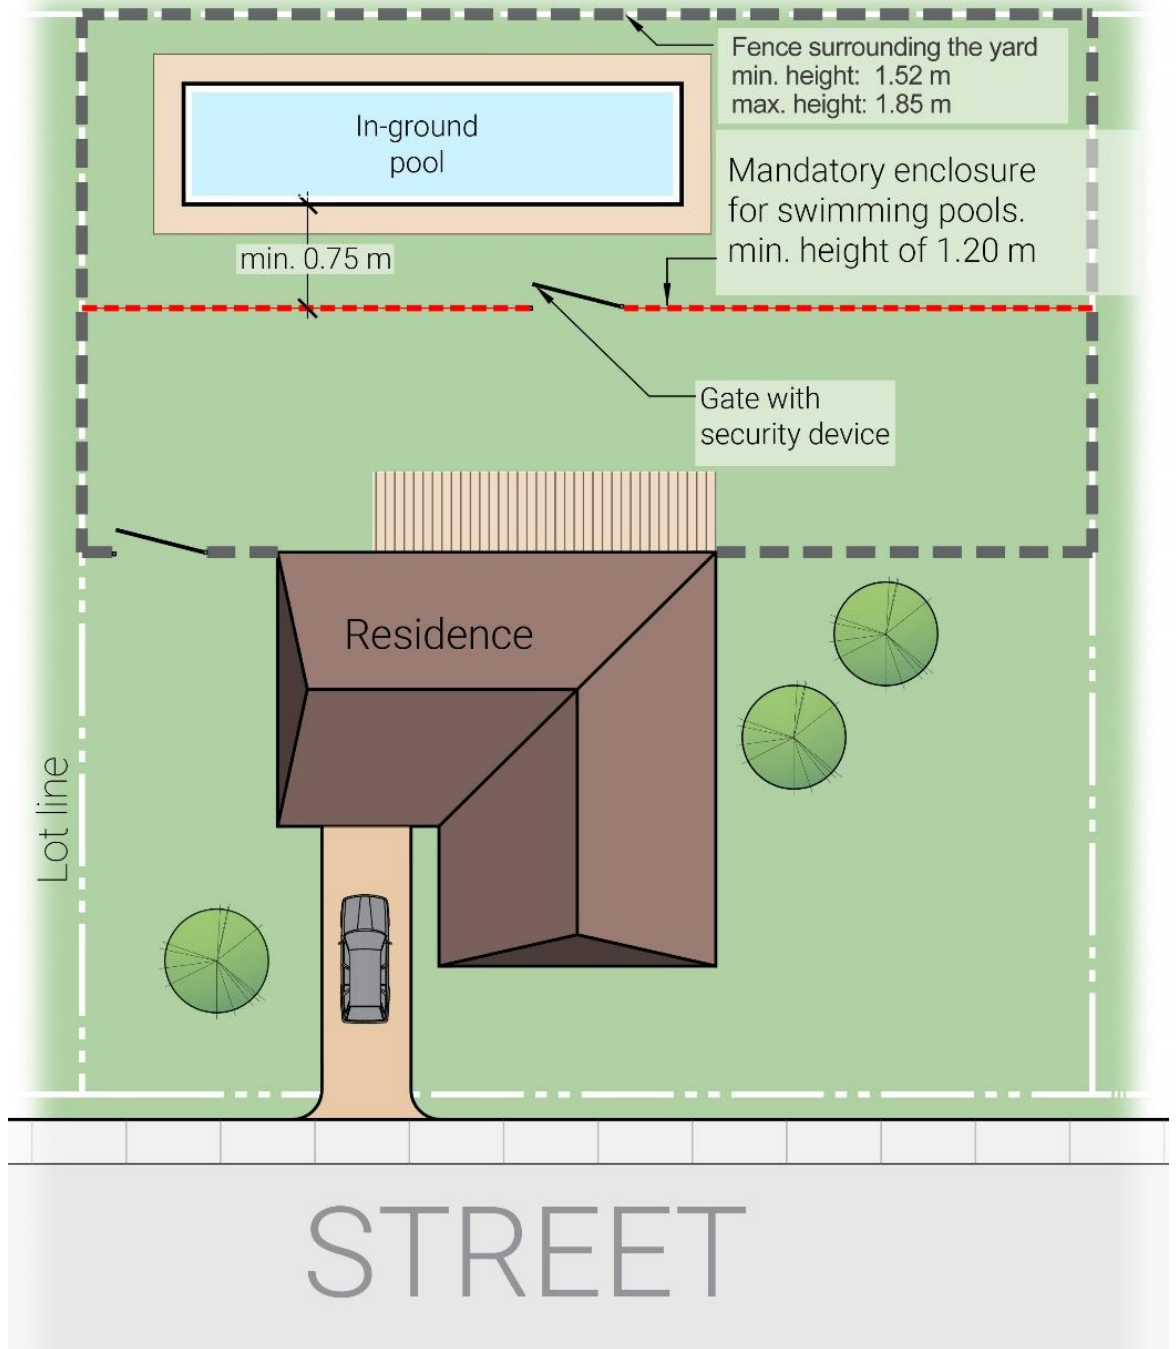 Fence surrounding the yard
min. height: 1.52 m
max. height: 1.85 m
In-ground
pool
Mandatory enclosure
for swimming pools.
min. height of 1.20 m
min. 0.75 m
Gate with
security device
Residence
Lot line
STREET